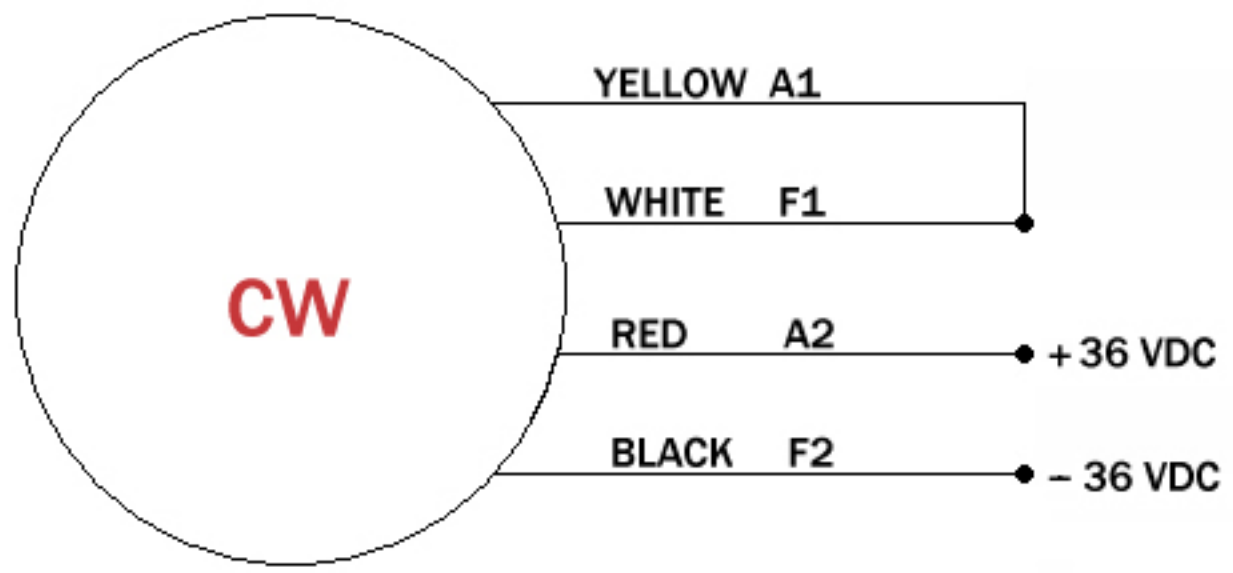 YELLOW A1
WHITE F1
CW
RED A2
+ 36 VDC
BLACK F2
– 36 VDC